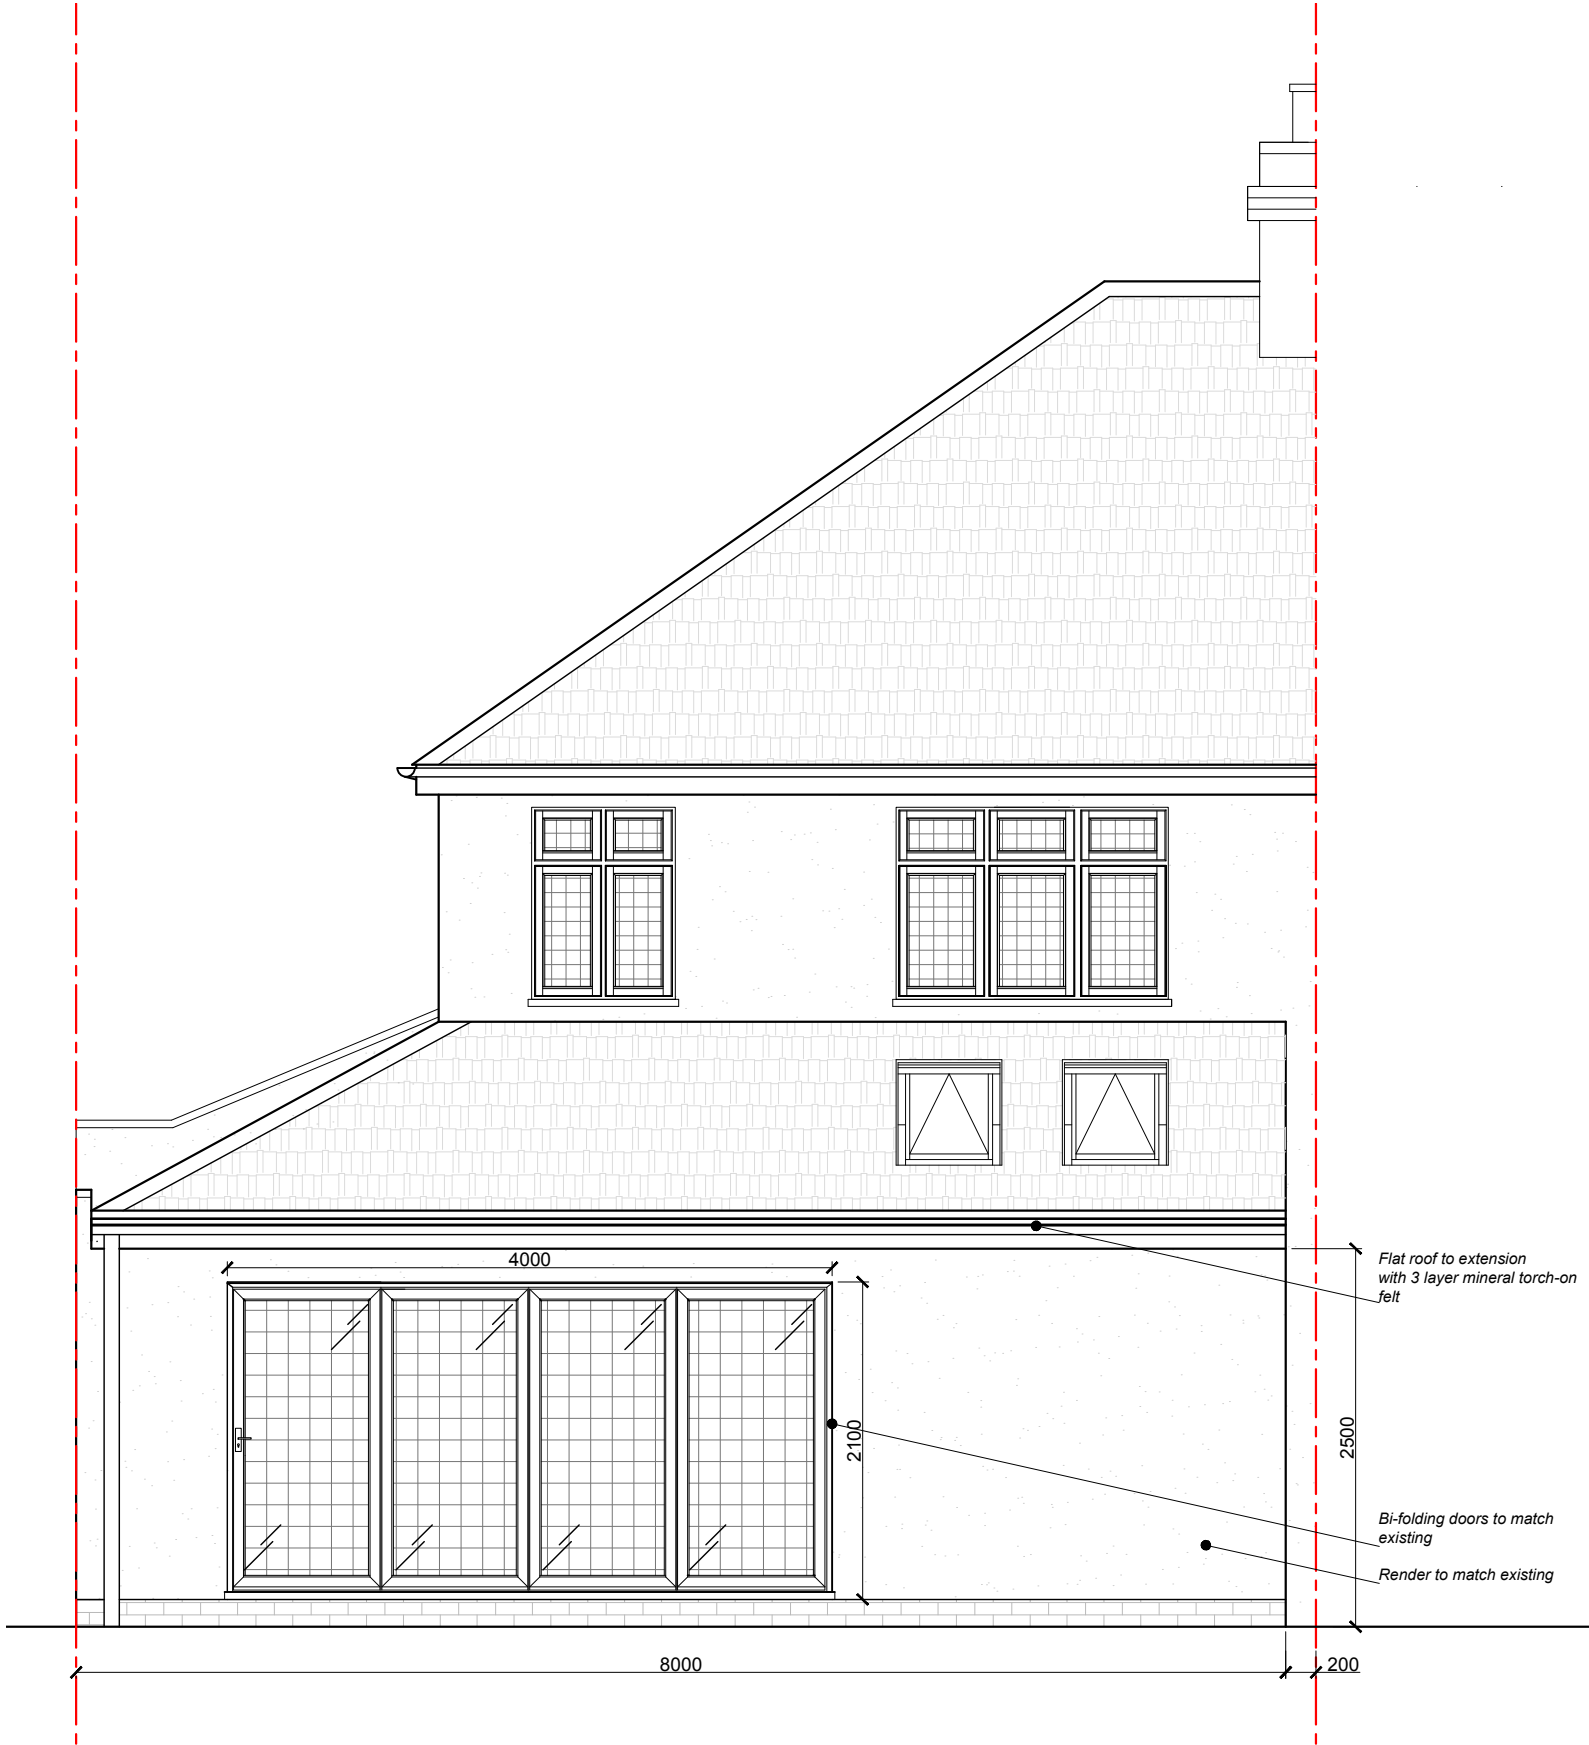 4000
Flat roof to extension
with 3 layer mineral torch-on
felt
2100
2500
Bi-folding doors to match
existing
Render to match existing
8000
200